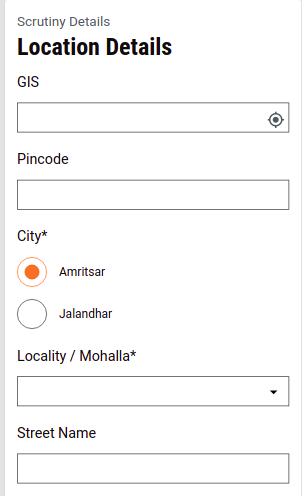 Scrutiny Details
Location Details
GIS
Pincode
City*
Amritsar
Jalandhar
Locality / Mohalla*
Street Name